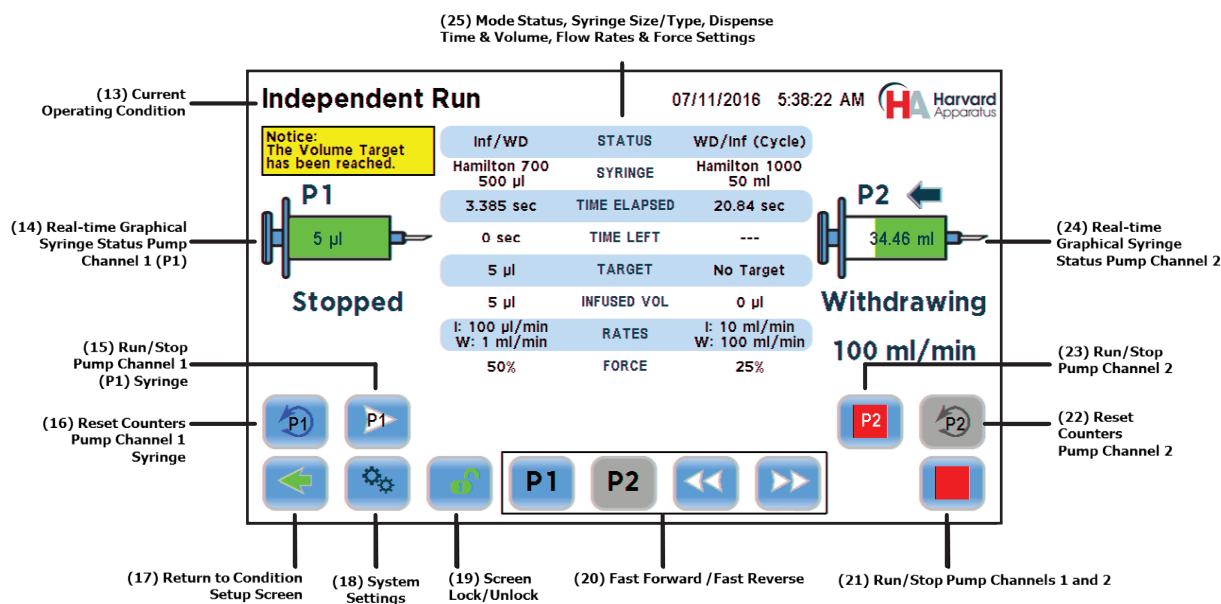 (25) Mode Status, Syringe Size/Type, Dispense
Time & Volume, Flow Rates & Force Settings
(13) Current
Operating Condition
Independent Run
07/11/2016 5:38:22 AM
HA Harvard
Apparatus
Notice:
The Volume Target
has been reached.
Inf/WD STATUS WD/Inf (Cycle)
Hamilton 700
500 µl
SYRINGE
Hamilton 1000
50 ml
3.385 sec TIME ELAPSED 20.84 sec
0 sec TIME LEFT ---
5 µl TARGET No Target
5 µl INFUSED VOL 0 µl
I: 100 µl/min
W: 1 ml/min
RATES
I: 10 ml/min
W: 100 ml/min
50% FORCE 25%
P1
5 µl
Stopped
P2
34.46 ml
Withdrawing
100 ml/min
(14) Real-time Graphical
Syringe Status Pump
Channel 1 (P1)
(24) Real-time
Graphical Syringe
Status Pump Channel 2
(15) Run/Stop
Pump Channel 1
(P1) Syringe
(23) Run/Stop
Pump Channel 2
(16) Reset Counters
Pump Channel 1
Syringe
(22) Reset
Counters
Pump Channel 2
P1
P1
P2
P2
P1
P2
(17) Return to Condition
Setup Screen
(18) System
Settings
(19) Screen
Lock/Unlock
(20) Fast Forward /Fast Reverse
(21) Run/Stop Pump Channels 1 and 2